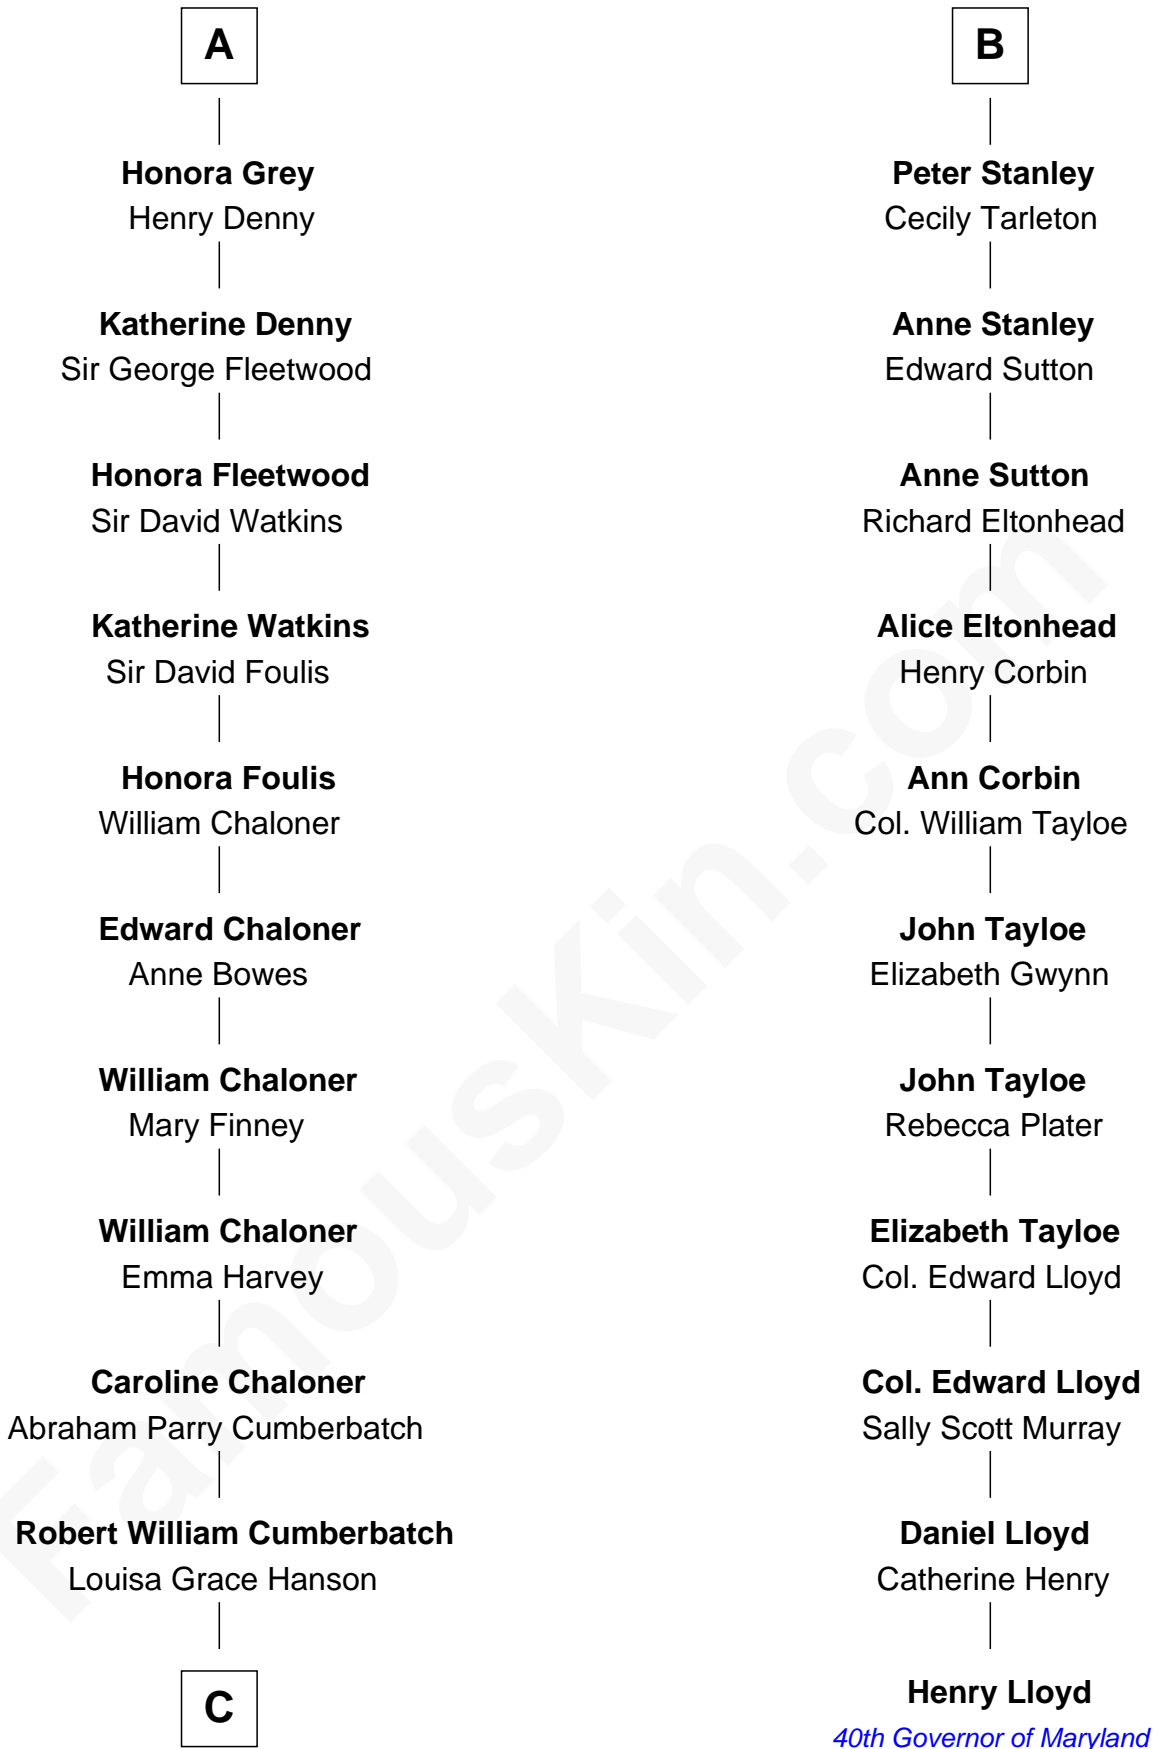 A
Honora Grey
Henry Denny
Katherine Denny
Sir George Fleetwood
Honora Fleetwood
Sir David Watkins
Katherine Watkins
Sir David Foulis
Honora Foulis
William Chaloner
Edward Chaloner
Anne Bowes
William Chaloner
Mary Finney
William Chaloner
Emma Harvey
Caroline Chaloner
Abraham Parry Cumberbatch
Robert William Cumberbatch
Louisa Grace Hanson
C
B
Peter Stanley
Cecily Tarleton
Anne Stanley
Edward Sutton
Anne Sutton
Richard Eltonhead
Alice Eltonhead
Henry Corbin
Ann Corbin
Col. William Tayloe
John Tayloe
Elizabeth Gwynn
John Tayloe
Rebecca Plater
Elizabeth Tayloe
Col. Edward Lloyd
Col. Edward Lloyd
Sally Scott Murray
Daniel Lloyd
Catherine Henry
Henry Lloyd
40th Governor of Maryland
FamousKin.com